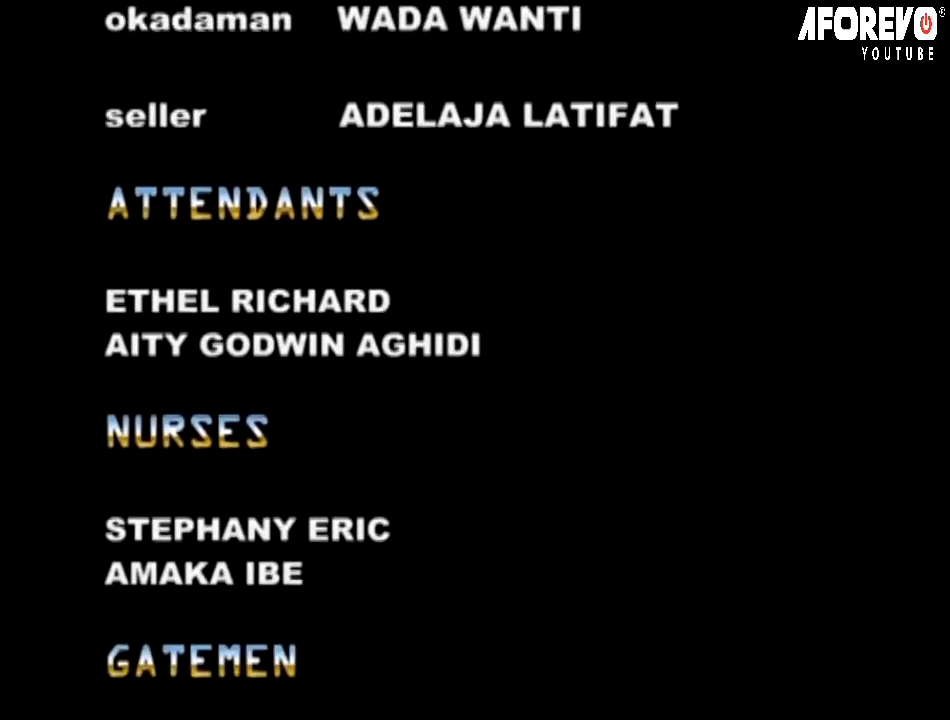 okadaman WADA WANTI
AFOREVO®
YOUTUBE
seller ADELAJA LATIFAT
ATTENDANTS
ETHEL RICHARD
AITY GODWIN AGHIDI
NURSES
STEPHANY ERIC
AMAKA IBE
GATEMEN